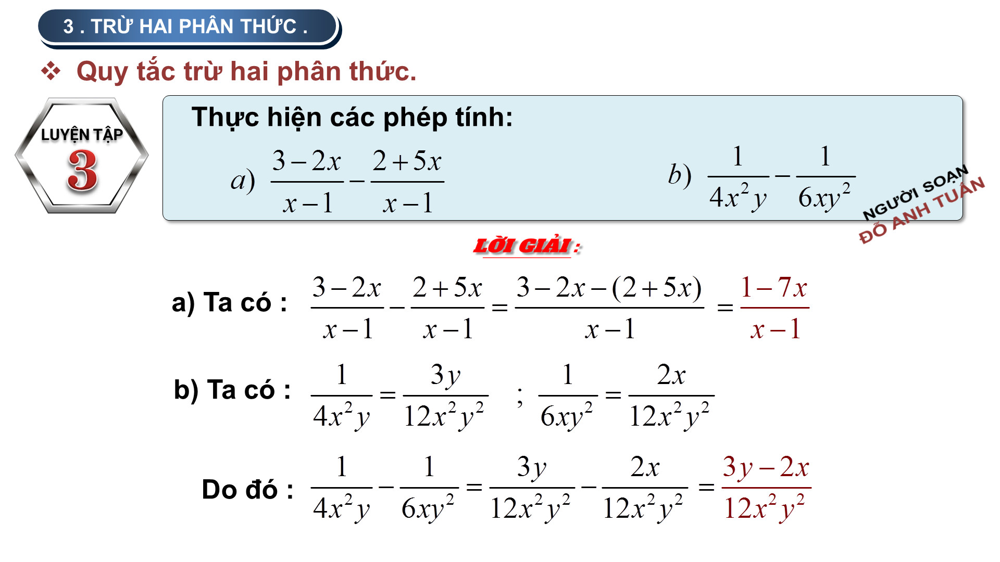 3 . TRỪ HAI PHÂN THỨC .
❖ Quy tắc trừ hai phân thức.
LUYỆN TẬP
3
Thực hiện các phép tính:
a) \frac{3-2x}{x-1} - \frac{2+5x}{x-1}
b) \frac{1}{4x^2y} - \frac{1}{6xy^2}
NGƯỜI SOẠN
ĐỖ ANH TUẤN
LỜI GIẢI :
a) Ta có : \frac{3-2x}{x-1} - \frac{2+5x}{x-1} = \frac{3-2x-(2+5x)}{x-1} = \frac{1-7x}{x-1}
b) Ta có : \frac{1}{4x^2y} = \frac{3y}{12x^2y^2} ; \frac{1}{6xy^2} = \frac{2x}{12x^2y^2}
Do đó : \frac{1}{4x^2y} - \frac{1}{6xy^2} = \frac{3y}{12x^2y^2} - \frac{2x}{12x^2y^2} = \frac{3y-2x}{12x^2y^2}